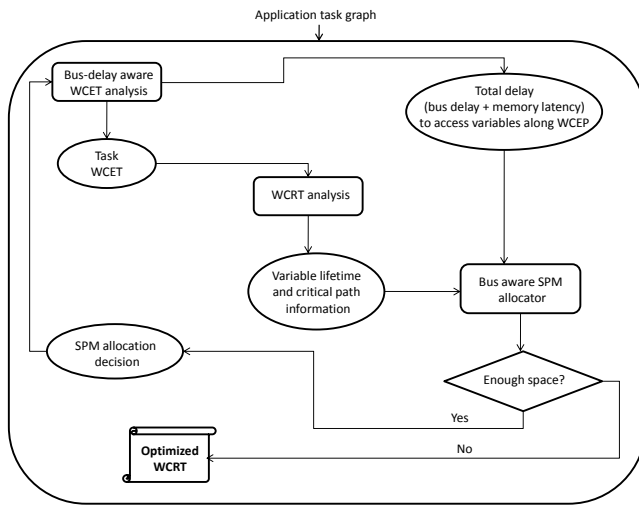 Application task graph
Bus-delay aware
WCET analysis
Total delay
(bus delay + memory latency)
to access variables along WCEP
Task
WCET
WCRT analysis
Variable lifetime
and critical path
information
Bus aware SPM
allocator
SPM allocation
decision
Enough space?
Yes
No
Optimized
WCRT